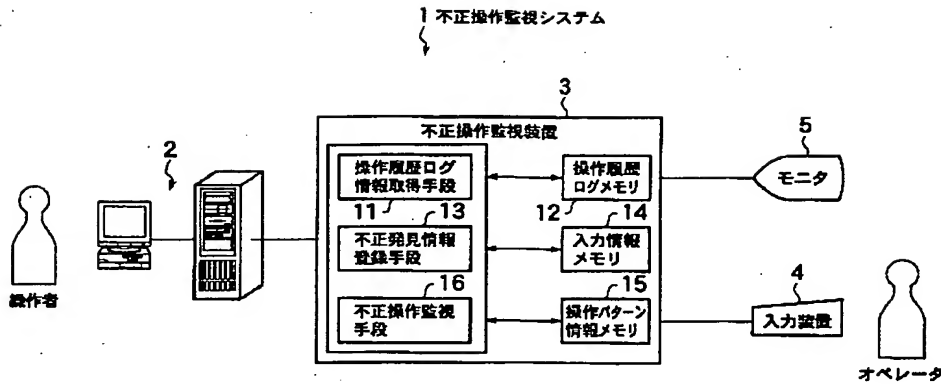 1 不正操作監視システム
3
不正操作監視装置
5
モニタ
2
操作履歴ログ
情報取得手段
11
操作履歴
ログメモリ
12
13
不正発見情報
登録手段
14
入力情報
メモリ
16
不正操作監視
手段
15
操作パターン
情報メモリ
4
入力装置
操作者
オペレータ